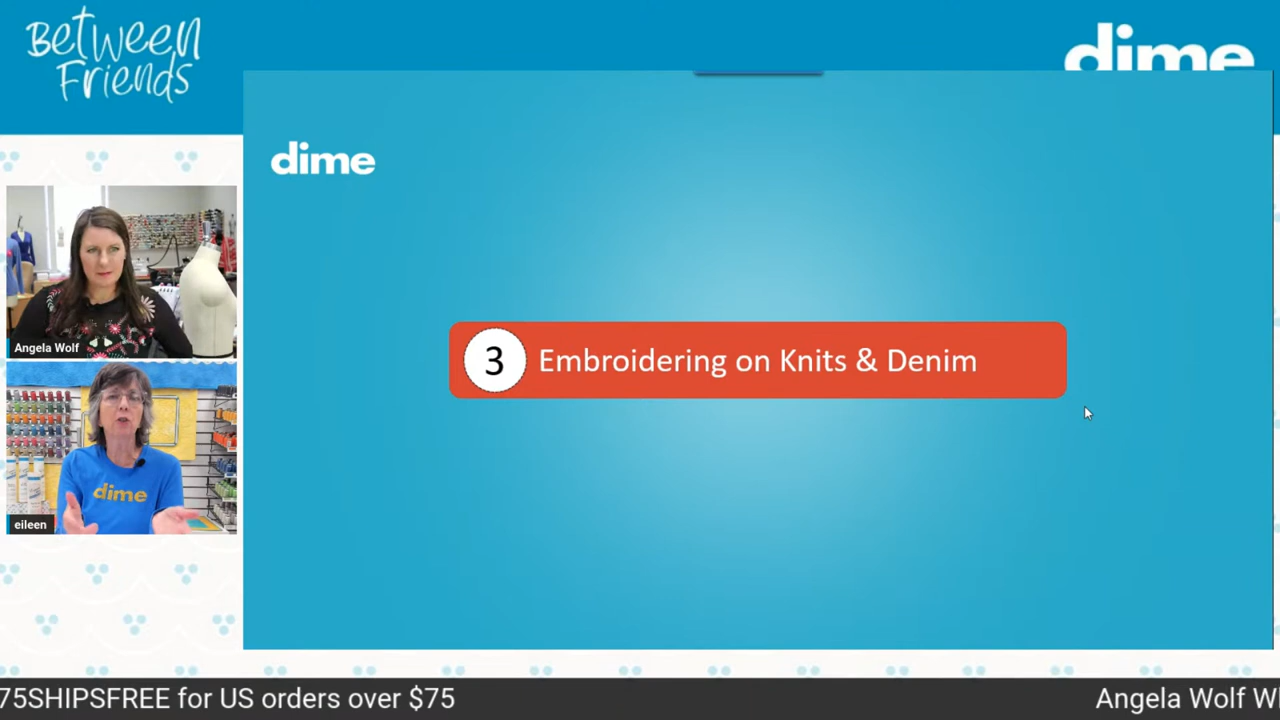 Between
Friends
dime
dime
Angela Wolf
dime
eileen
3 Embroidering on Knits & Denim
75SHIPSFREE for US orders over $75
Angela Wolf W